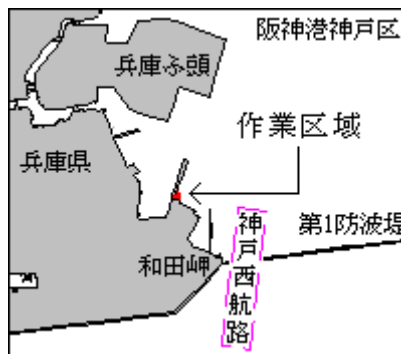 阪神港神戸区
兵庫ふ頭
作業区域
兵庫県
第1防波堤
和田岬
神戸西航路